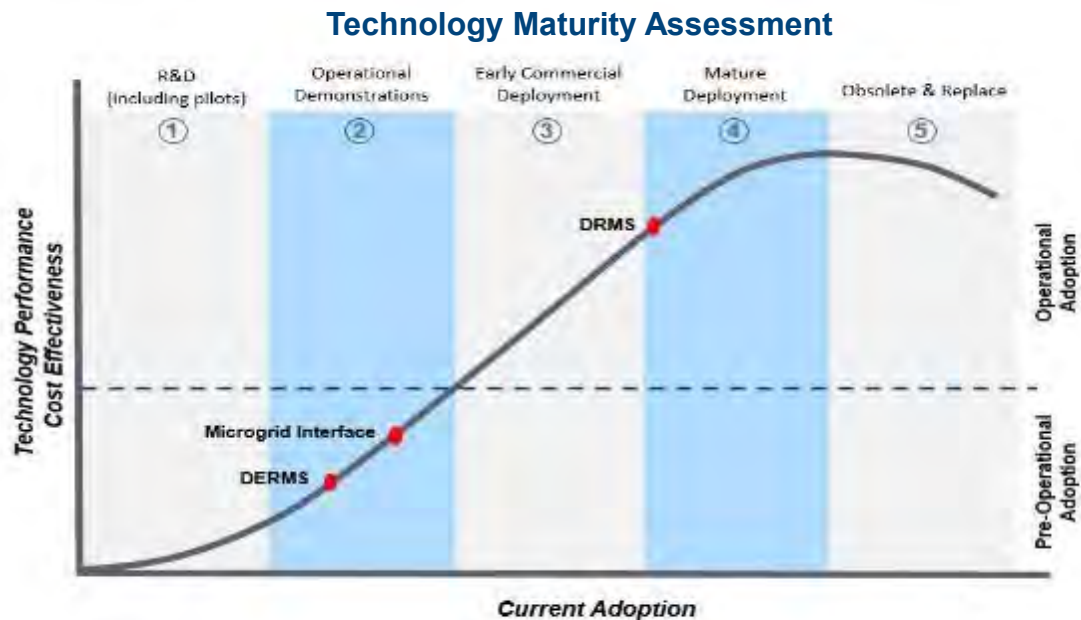 Technology Maturity Assessment
R&D
(including pilots)
①
Operational
Demonstrations
②
Early Commercial
Deployment
③
Mature
Deployment
④
Obsolete & Replace
⑤
Technology Performance
Cost Effectiveness
DRMS
Microgrid Interface
DERMS
Operational
Adoption
Pre-Operational
Adoption
Current Adoption